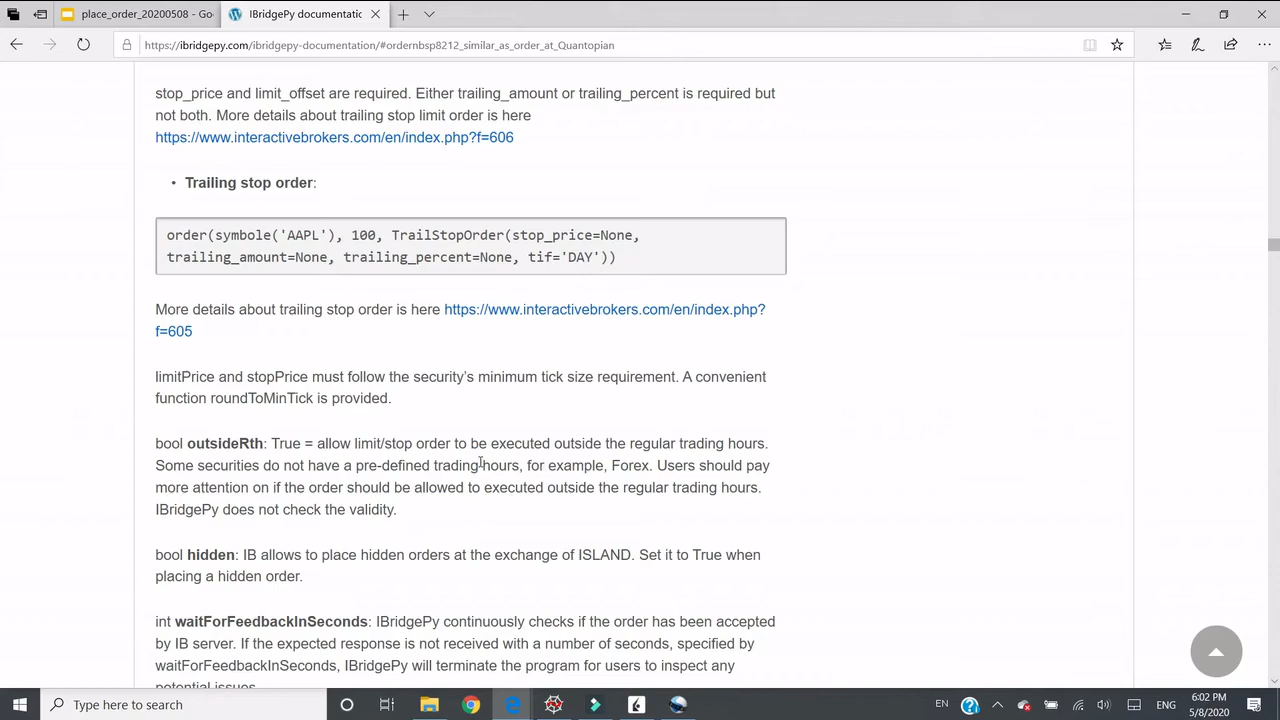 place_order_20200508 - Go
IBridgePy documentatic
https://ibridgepy.com/ibridgepy-documentation/#ordernbsp8212_similar_as_order_at_Quantopian
stop_price and limit_offset are required. Either trailing_amount or trailing_percent is required but
not both. More details about trailing stop limit order is here
https://www.interactivebrokers.com/en/index.php?f=606
• Trailing stop order:
order(symbole('AAPL'), 100, TrailStopOrder(stop_price=None,
trailing_amount=None, trailing_percent=None, tif='DAY'))
More details about trailing stop order is here https://www.interactivebrokers.com/en/index.php?
f=605
limitPrice and stopPrice must follow the security's minimum tick size requirement. A convenient
function roundToMinTick is provided.
bool outsideRth: True = allow limit/stop order to be executed outside the regular trading hours.
Some securities do not have a pre-defined trading hours, for example, Forex. Users should pay
more attention on if the order should be allowed to executed outside the regular trading hours.
IBridgePy does not check the validity.
bool hidden: IB allows to place hidden orders at the exchange of ISLAND. Set it to True when
placing a hidden order.
int waitForFeedbackInSeconds: IBridgePy continuously checks if the order has been accepted
by IB server. If the expected response is not received with a number of seconds, specified by
waitForFeedbackInSeconds, IBridgePy will terminate the program for users to inspect any
potential issues.
Type here to search
EN
ENG
6:02 PM
5/8/2020